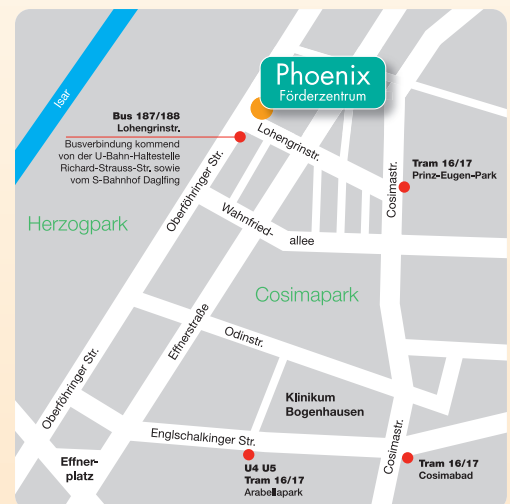 Phoenix
Förderzentrum
Isar
Bus 187/188
Lohengrinstr.
Busverbindung kommend
von der U-Bahn-Haltestelle
Richard-Strauss-Str. sowie
vom S-Bahnhof Daglfing
Lohengrinstr.
Tram 16/17
Prinz-Eugen-Park
Cosimastr.
Oberföhringer Str.
Herzogpark
Wahnfried-
allee
Cosimapark
Effnerstraße
Odinstr.
Oberföhringer Str.
Klinikum
Bogenhausen
Englschalkinger Str.
Cosimastr.
Effner-
platz
U4 U5
Tram 16/17
Arabellapark
Tram 16/17
Cosimabad